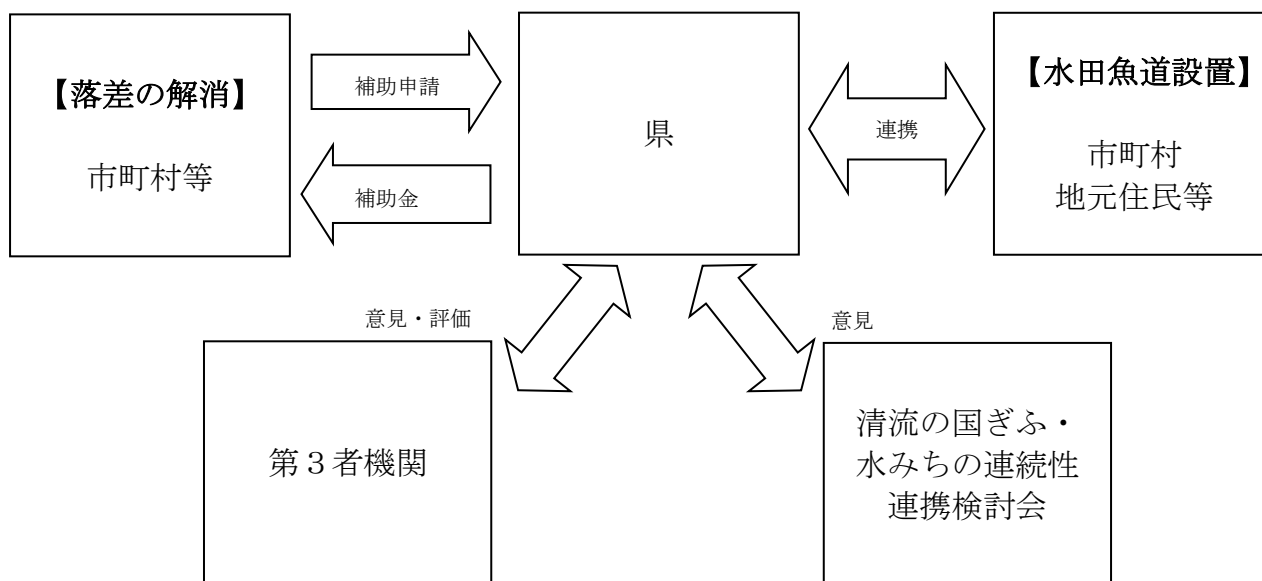 【落差の解消】
市町村等
補助申請
補助金
県
連携
【水田魚道設置】
市町村
地元住民等
意見・評価
第３者機関
意見
清流の国ぎふ・
水みちの連続性
連携検討会